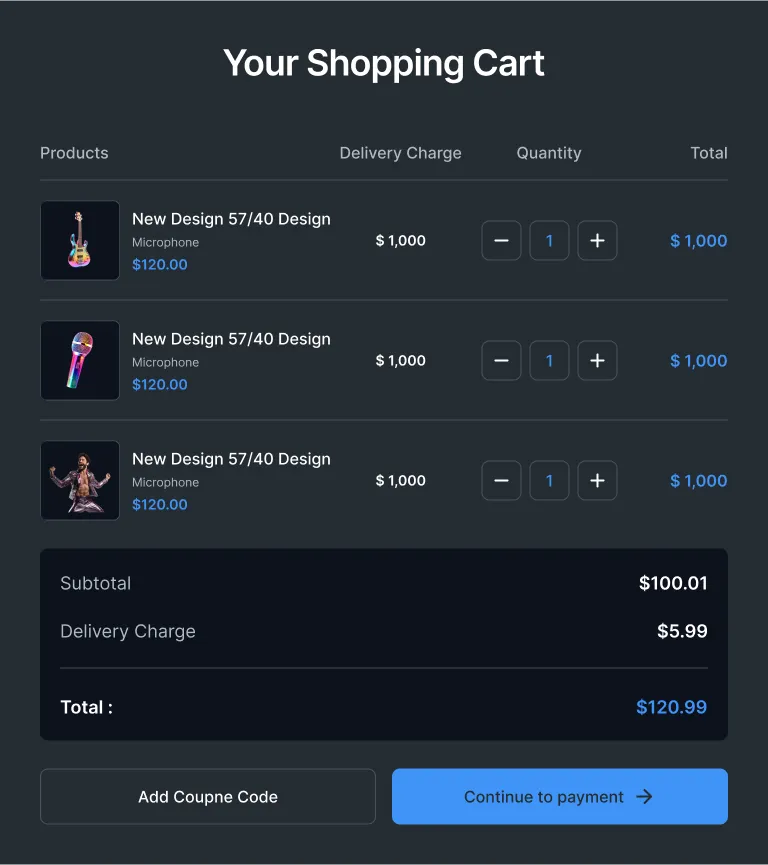 Your Shopping Cart
Products Delivery Charge Quantity Total
New Design 57/40 Design
Microphone
$120.00
$ 1,000 − 1 + $ 1,000
New Design 57/40 Design
Microphone
$120.00
$ 1,000 − 1 + $ 1,000
New Design 57/40 Design
Microphone
$120.00
$ 1,000 − 1 + $ 1,000
Subtotal $100.01
Delivery Charge $5.99
Total : $120.99
Add Coupne Code Continue to payment →